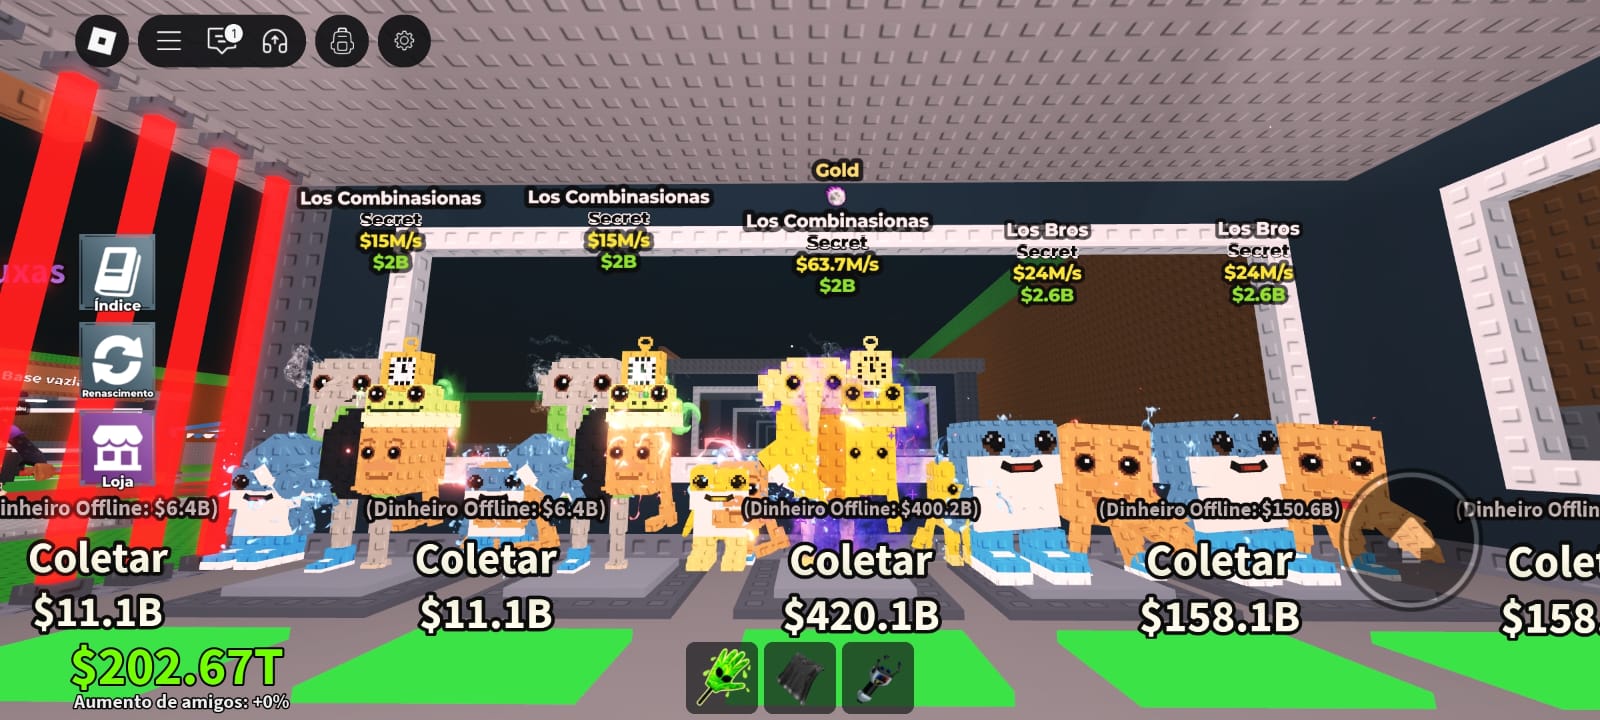 1
Gold
Los Combinasionas
Secret
$15M/s
$2B
Los Combinasionas
Secret
$15M/s
$2B
Los Combinasionas
Secret
$63.7M/s
$2B
Los Bros
Secret
$24M/s
$2.6B
Los Bros
Secret
$24M/s
$2.6B
uxas
Índice
Base vazi
Renascimento
Loja
inheiro Offline: $6.4B)
(Dinheiro Offline: $6.4B)
(Dinheiro Offline: $400.2B)
(Dinheiro Offline: $150.6B)
(Dinheiro Offlin
Coletar
$11.1B
Coletar
$11.1B
Coletar
$420.1B
Coletar
$158.1B
Colet
$158.
$202.67T
Aumento de amigos: +0%